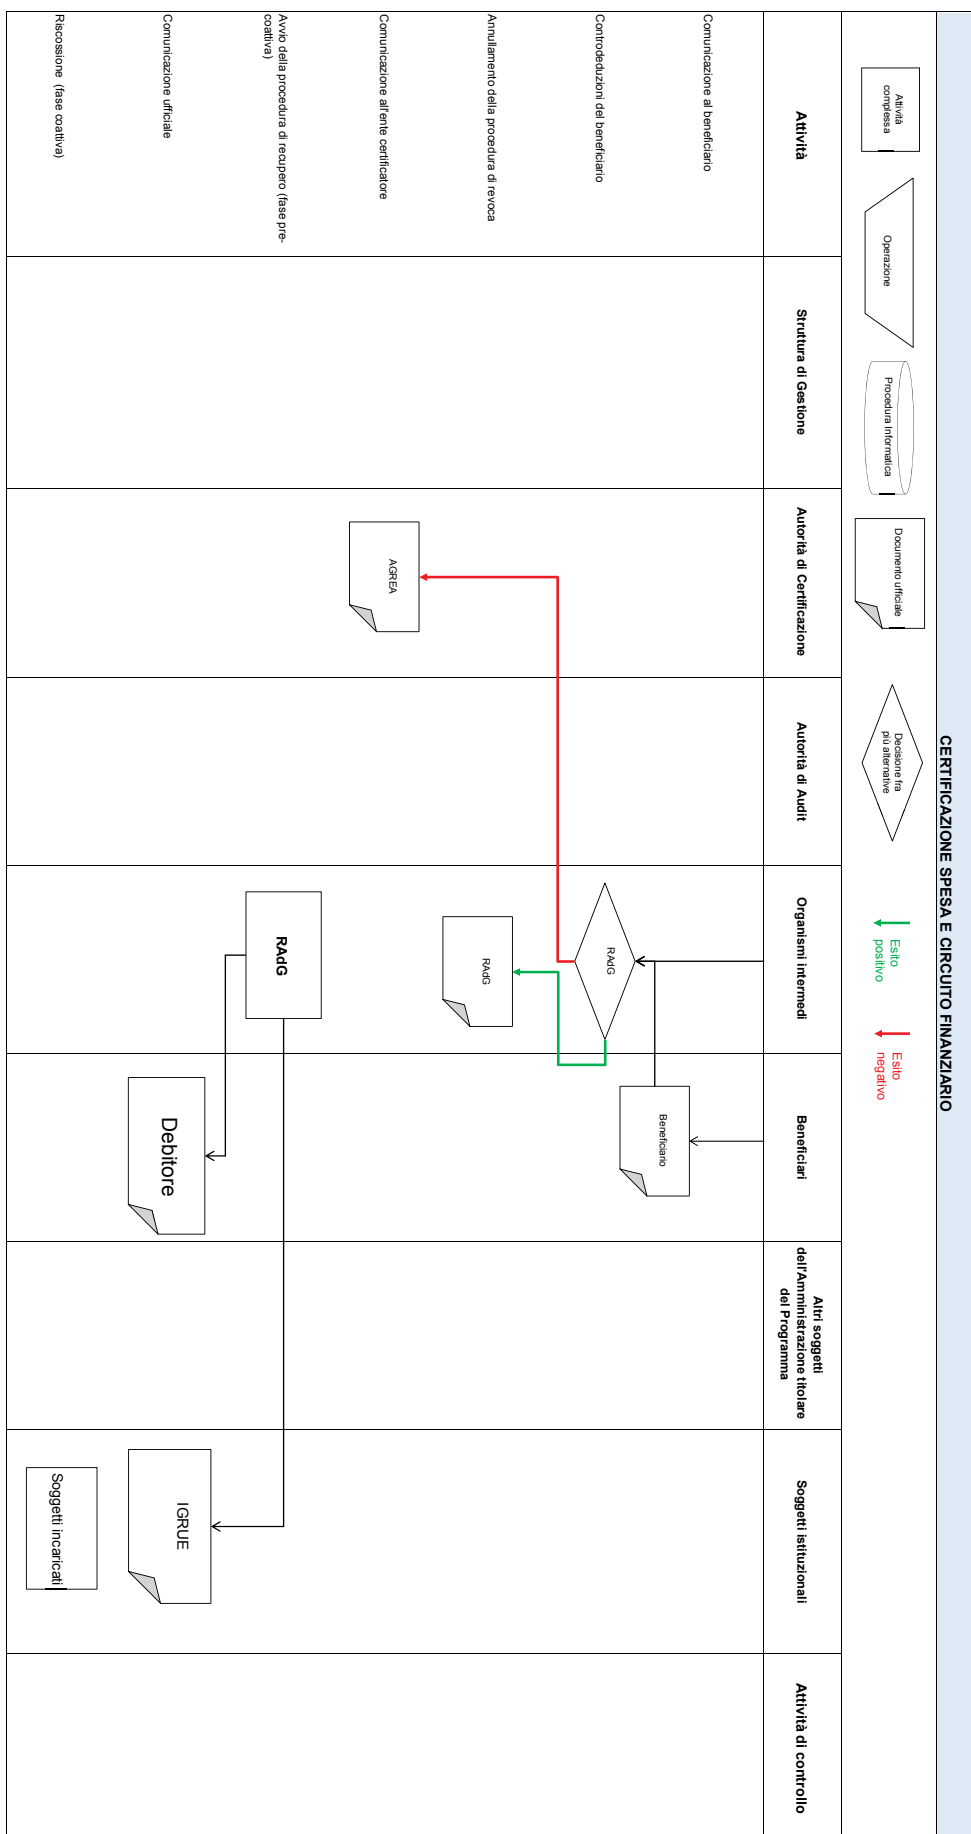 CERTIFICAZIONE SPESA E CIRCUITO FINANZIARIO
Attività
complessa
Operazione
Procedura Informatica
Documento ufficiale
Decisione fra
più alternative
Esito
positivo
Esito
negativo
Attività
Struttura di Gestione
Autorità di Certificazione
Autorità di Audit
Organismi intermedi
Beneficiari
Altri soggetti
dell'Amministrazione titolare
del Programma
Soggetti istituzionali
Attività di controllo
Comunicazione al beneficiario
Beneficiario
Controdeduzioni del beneficiario
RAdG
Annullamento della procedura di revoca
RAdG
Comunicazione all'ente certificatore
AGREA
Avvio della procedura di recupero (fase pre-
coattiva)
RAdG
Comunicazione ufficiale
Debitore
IGRUE
Riscossione (fase coattiva)
Soggetti incaricati